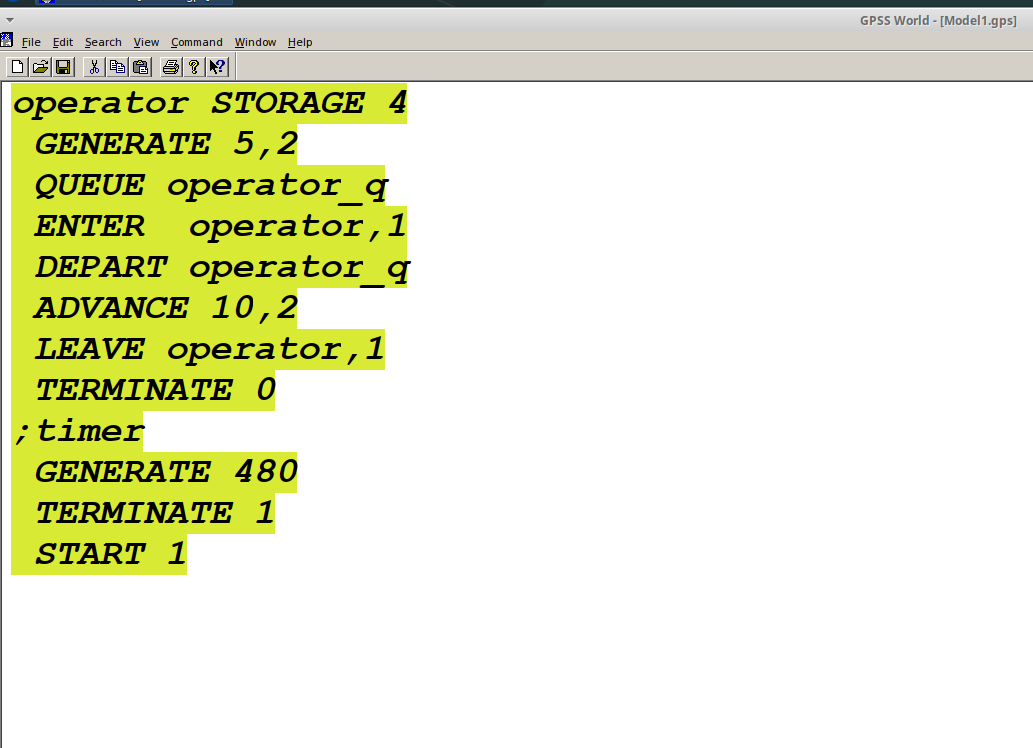 GPSS World - [Model1.gps]
File Edit Search View Command Window Help
operator STORAGE 4
GENERATE 5,2
QUEUE operator_q
ENTER operator,1
DEPART operator_q
ADVANCE 10,2
LEAVE operator,1
TERMINATE 0
;timer
GENERATE 480
TERMINATE 1
START 1